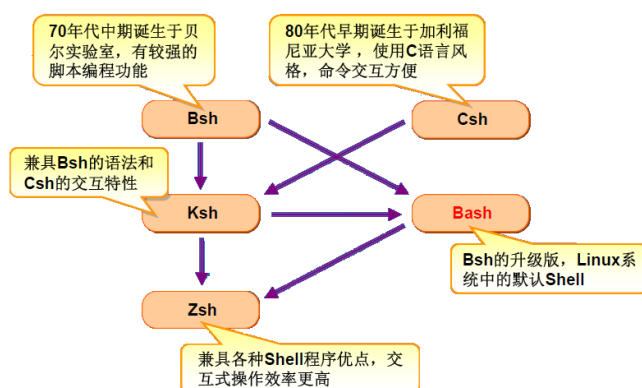 70年代中期诞生于贝
尔实验室，有较强的
脚本编程功能
80年代早期诞生于加利福
尼亚大学，使用C语言风
格，命令交互方便
Bsh
Csh
兼具Bsh的语法和
Csh的交互特性
Ksh
Bash
Bsh的升级版，Linux系
统中的默认Shell
Zsh
兼具各种Shell程序优点，交
互式操作效率更高